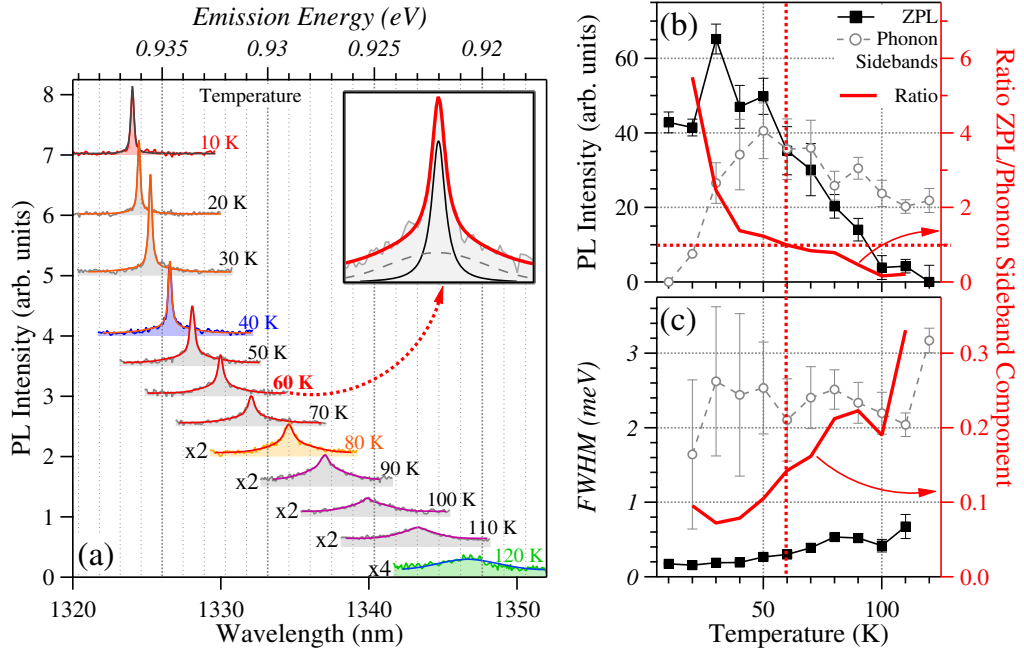 Emission Energy (eV)
0.935
0.93
0.925
0.92
Temperature
10 K
20 K
30 K
40 K
50 K
60 K
70 K
x2
80 K
x2
90 K
x2
100 K
x2
110 K
x4
120 K
(a)
PL Intensity (arb. units)
8
7
6
5
4
3
2
1
0
1320
1330
1340
1350
Wavelength (nm)
(b)
ZPL
Phonon
Sidebands
Ratio
PL Intensity (arb. units)
60
40
20
0
7
6
5
4
3
2
1
0
Ratio ZPL/Phonon Sideband Component
(c)
FWHM (meV)
3
2
1
0
0.3
0.2
0.1
0.0
50
100
Temperature (K)